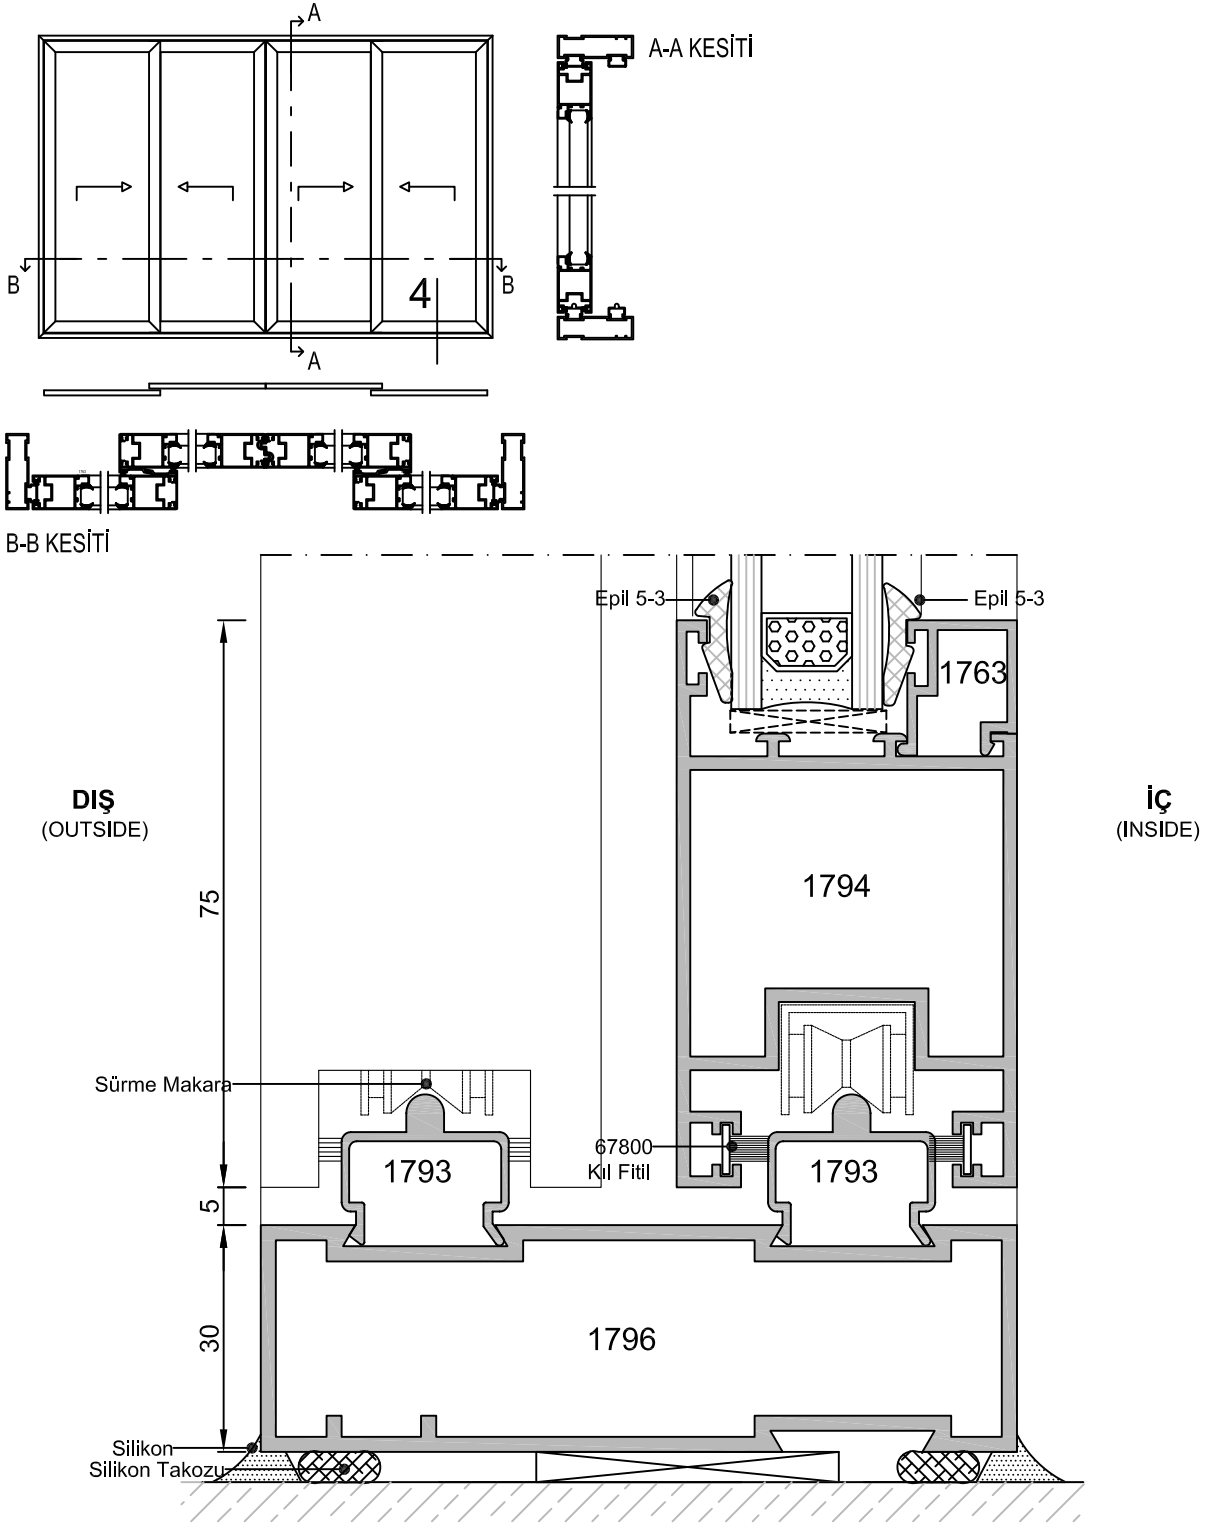 A
A-A KESİTİ
B
B
4
A
B-B KESİTİ
Epil 5-3
Epil 5-3
1763
DIŞ
(OUTSIDE)
İÇ
(INSIDE)
75
1794
Sürme Makara
67800
Kıl Fitil
1793
1793
5
30
1796
Silikon
Silikon Takozu